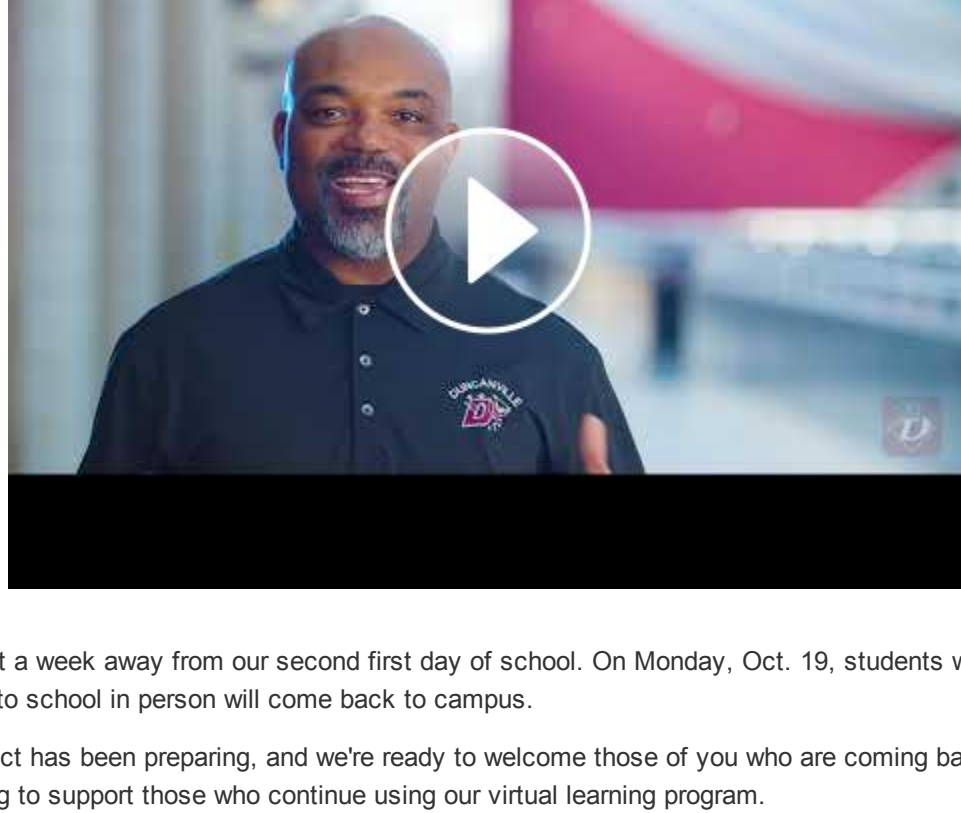 DUNCANVILLE
D
D
t a week away from our second first day of school. On Monday, Oct. 19, students w
to school in person will come back to campus.
ct has been preparing, and we're ready to welcome those of you who are coming ba
g to support those who continue using our virtual learning program.